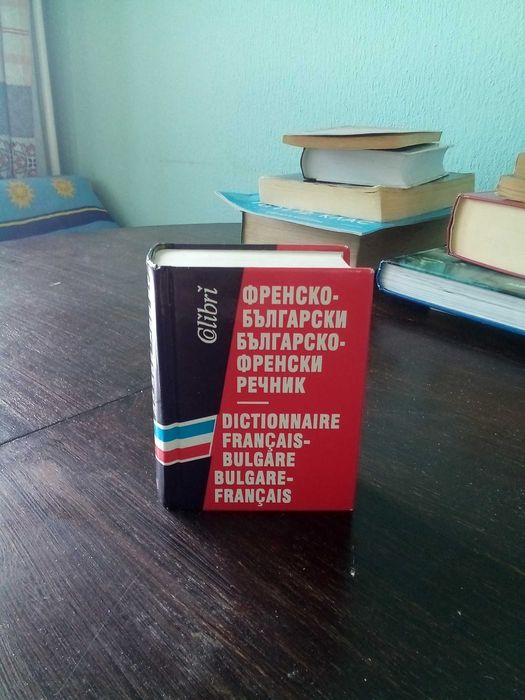 Colibri
ФРЕНСКО-
БЪЛГАРСКИ
БЪЛГАРСКО-
ФРЕНСКИ
РЕЧНИК
DICTIONNAIRE
FRANÇAIS-
BULGARE
BULGARE-
FRANÇAIS